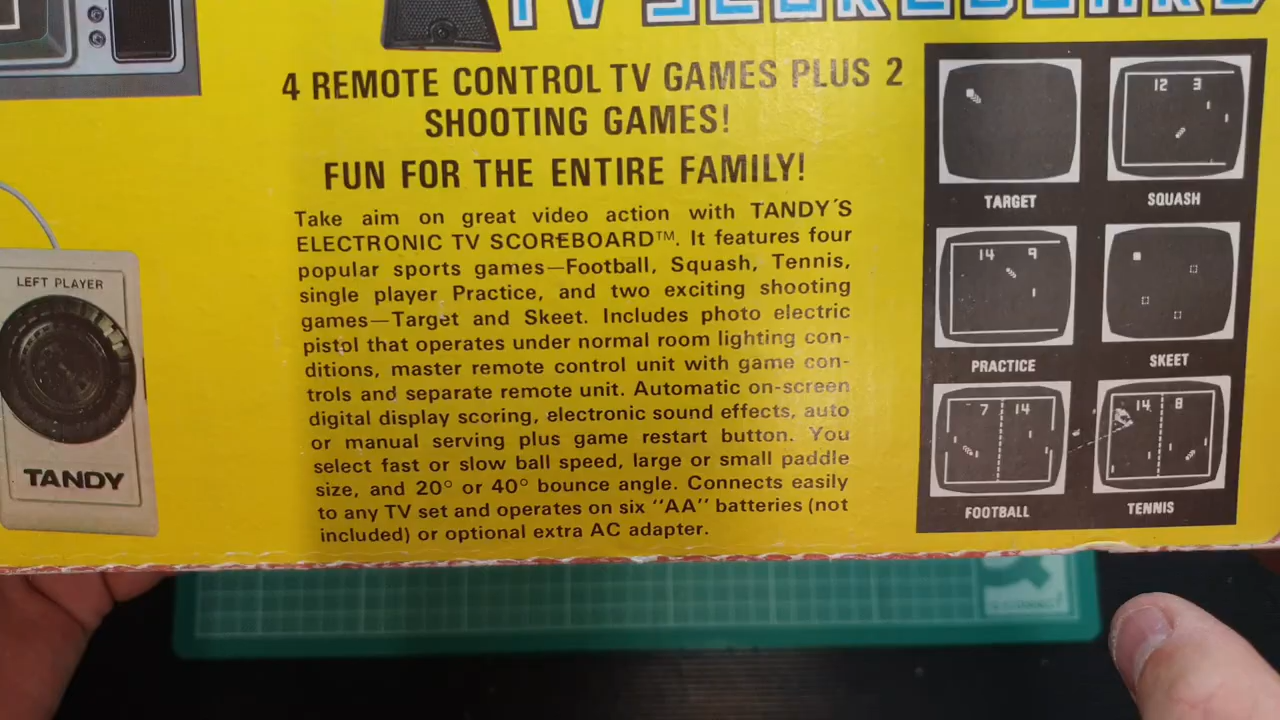 TV SCOREBOARD
4 REMOTE CONTROL TV GAMES PLUS 2
SHOOTING GAMES!
FUN FOR THE ENTIRE FAMILY!
Take aim on great video action with TANDY´S
ELECTRONIC TV SCOREBOARD™. It features four
popular sports games—Football, Squash, Tennis,
single player Practice, and two exciting shooting
games—Target and Skeet. Includes photo electric
pistol that operates under normal room lighting con-
ditions, master remote control unit with game con-
trols and separate remote unit. Automatic on-screen
digital display scoring, electronic sound effects, auto
or manual serving plus game restart button. You
select fast or slow ball speed, large or small paddle
size, and 20° or 40° bounce angle. Connects easily
to any TV set and operates on six "AA" batteries (not
included) or optional extra AC adapter.
LEFT PLAYER
TANDY
TARGET
12 3
SQUASH
14 9
PRACTICE
SKEET
7 14
FOOTBALL
14 8
TENNIS